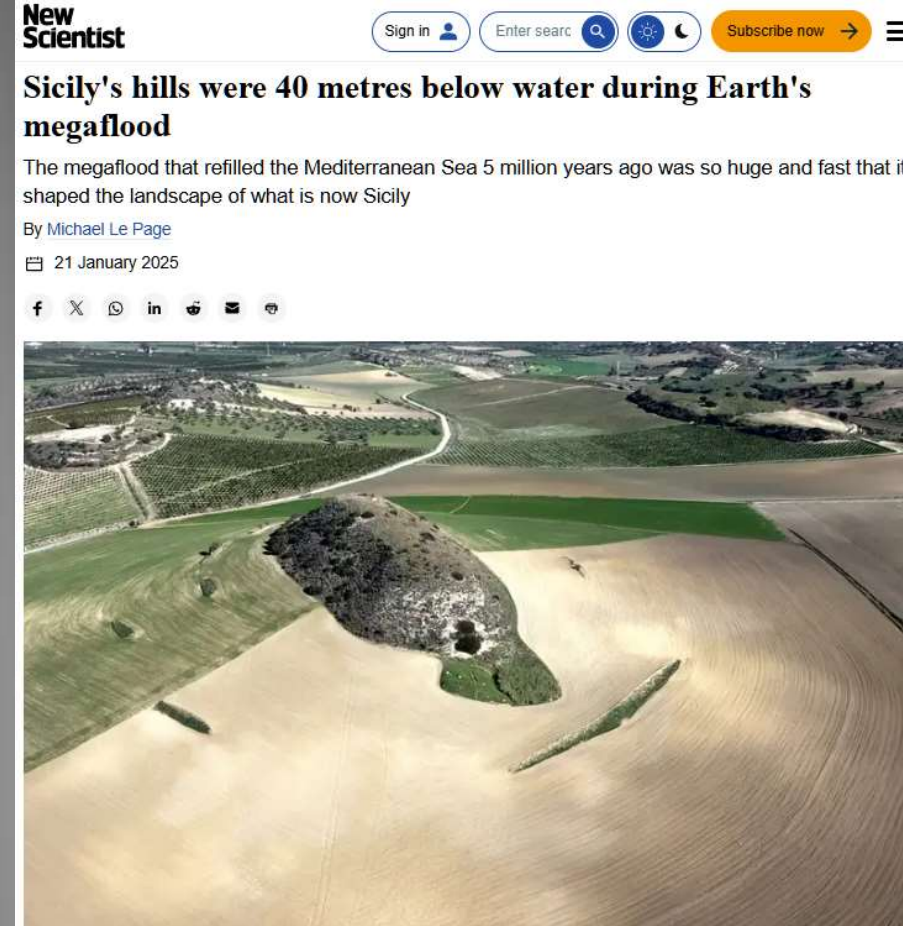 New
Scientist
Sign in
Enter searc
Subscribe now
Sicily's hills were 40 metres below water during Earth's
megaflood
The megaflood that refilled the Mediterranean Sea 5 million years ago was so huge and fast that it
shaped the landscape of what is now Sicily
By Michael Le Page
21 January 2025